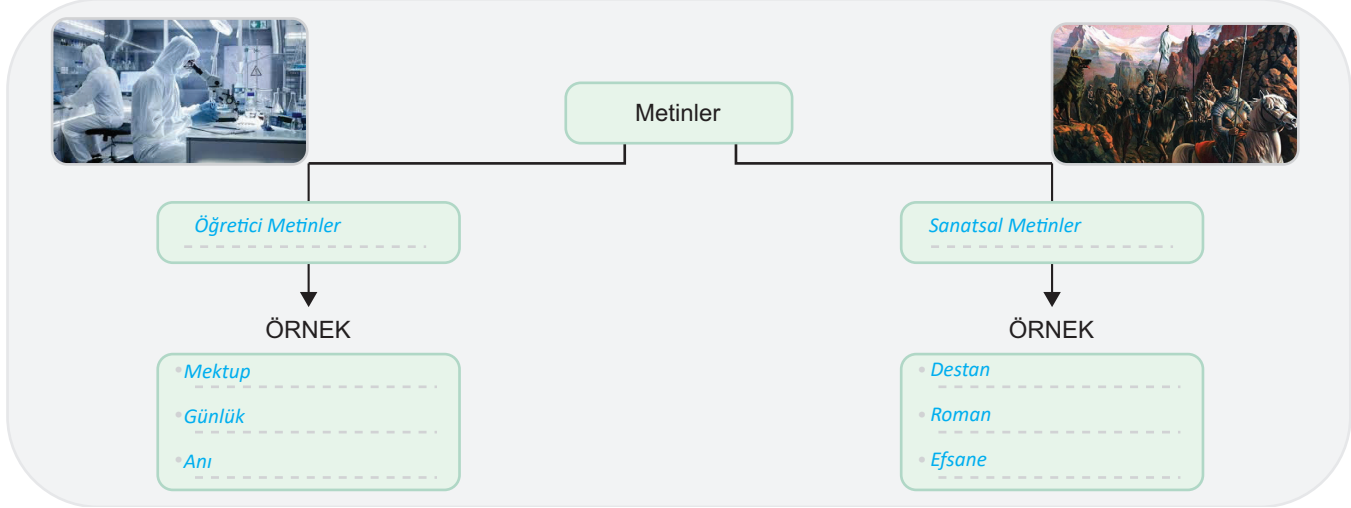 Metinler
Öğretici Metinler
Sanatsal Metinler
ÖRNEK
ÖRNEK
Mektup
Günlük
Anı
Destan
Roman
Efsane